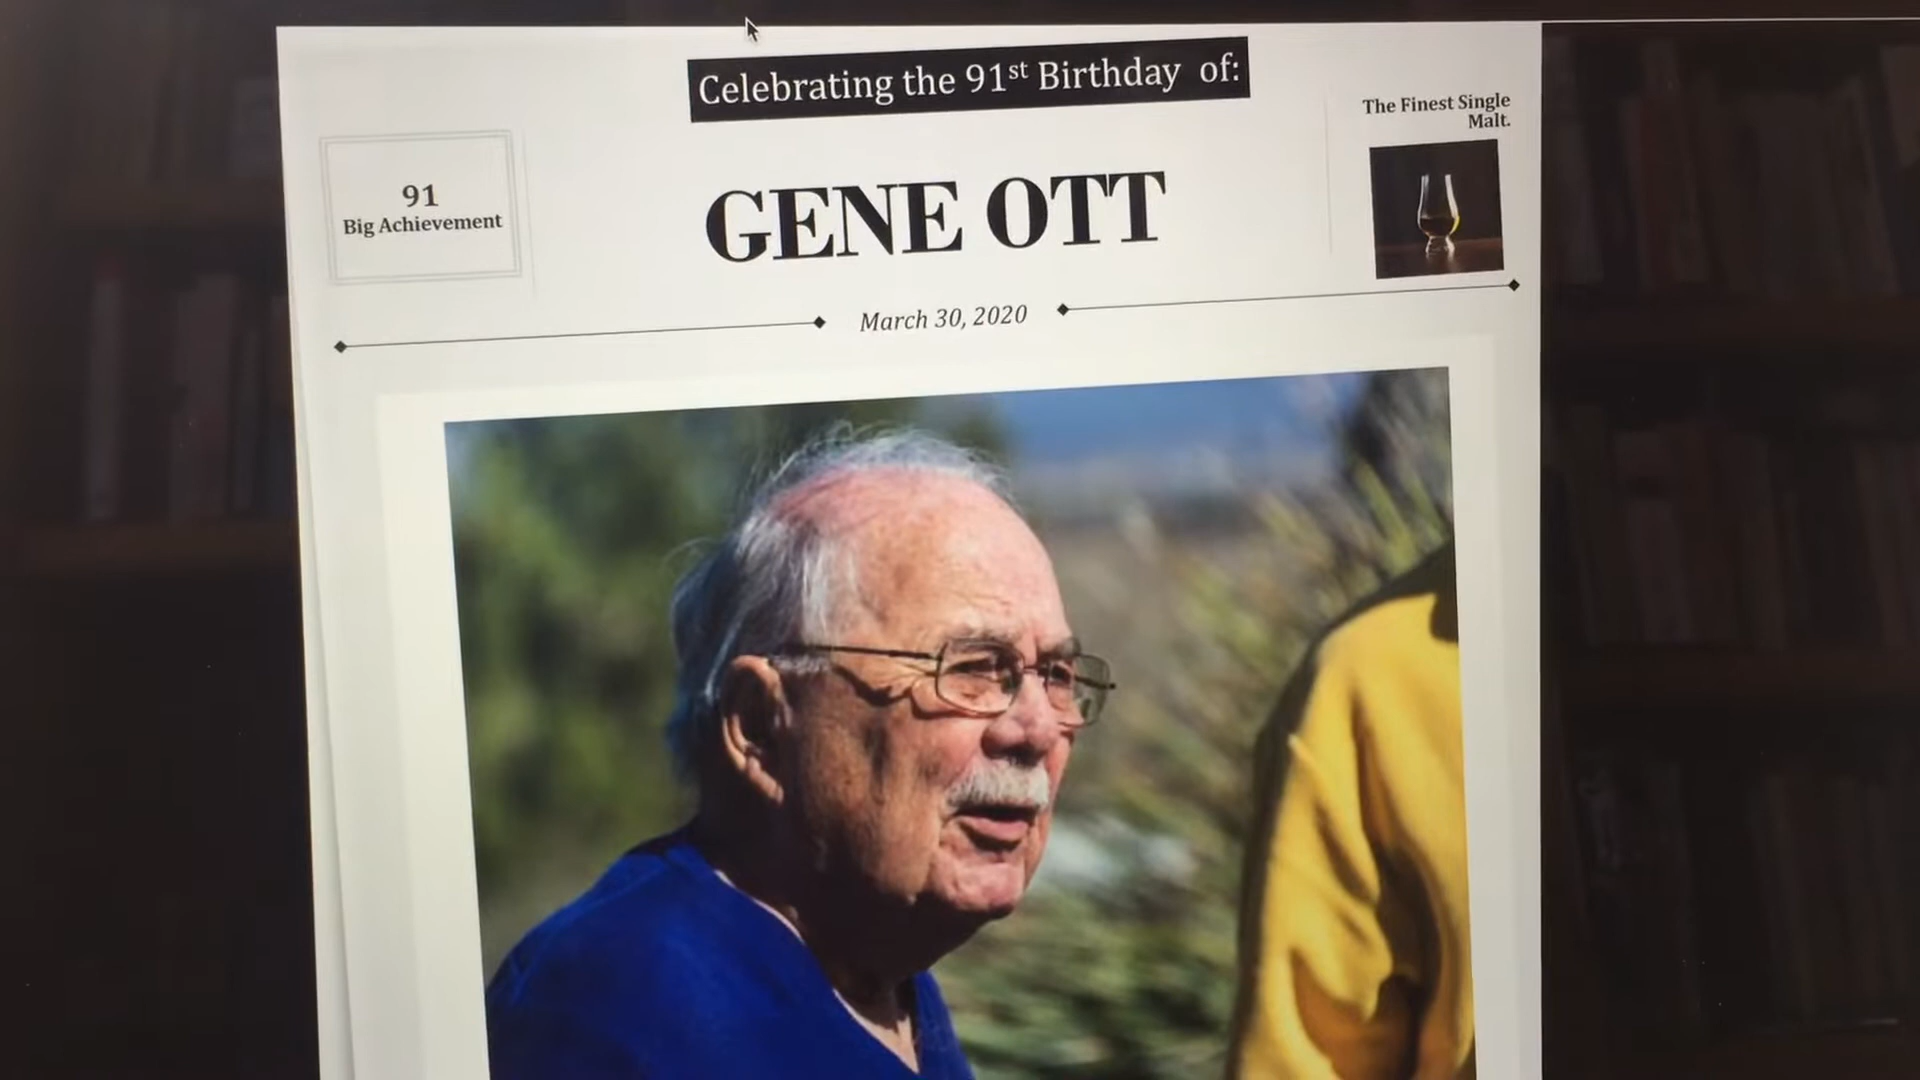 Celebrating the 91st Birthday of:
The Finest Single
Malt.
91
Big Achievement
GENE OTT
March 30, 2020